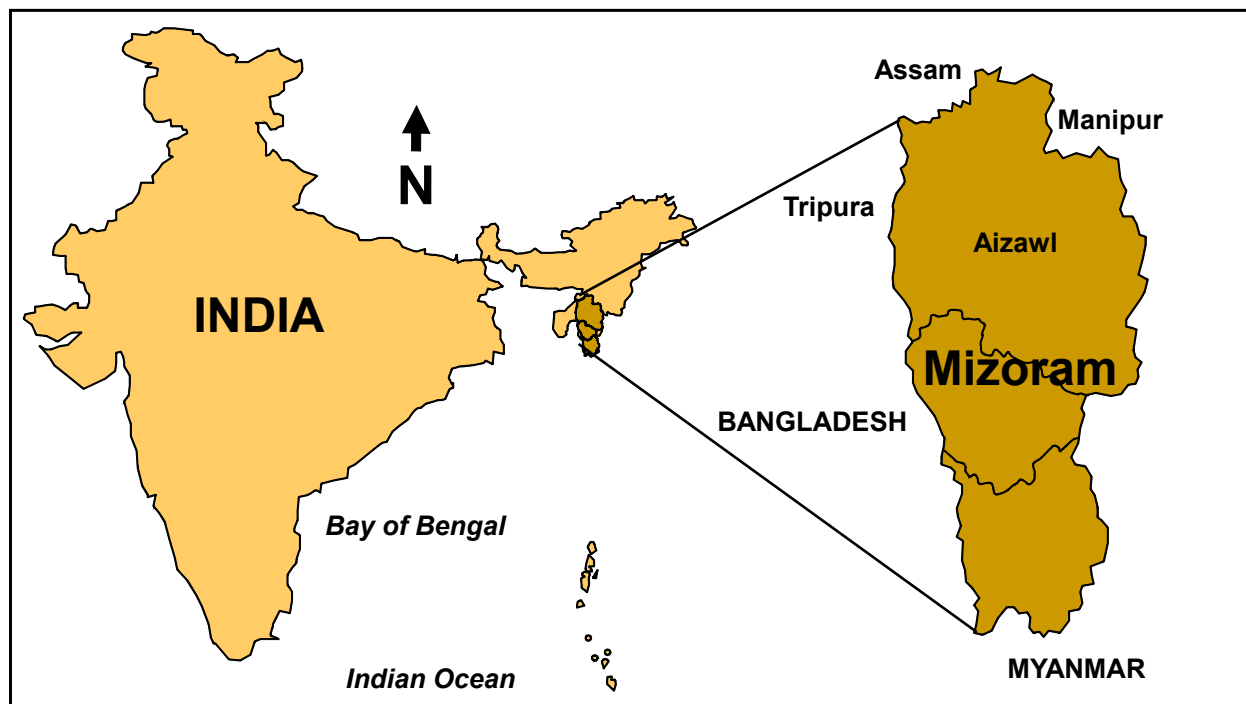 Assam
Manipur
N
Tripura
Aizawl
INDIA
Mizoram
BANGLADESH
Bay of Bengal
MYANMAR
Indian Ocean